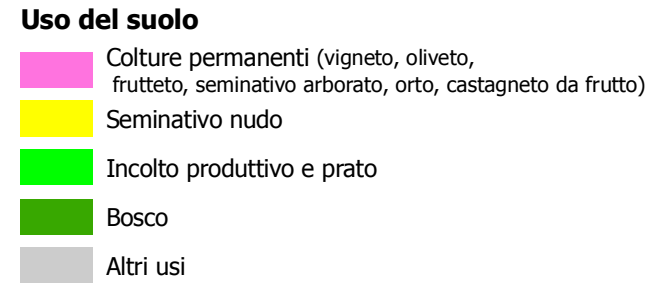 Uso del suolo
Colture permanenti (vigneto, oliveto,
frutteto, seminativo arborato, orto, castagneto da frutto)
Seminativo nudo
Incolto produttivo e prato
Bosco
Altri usi